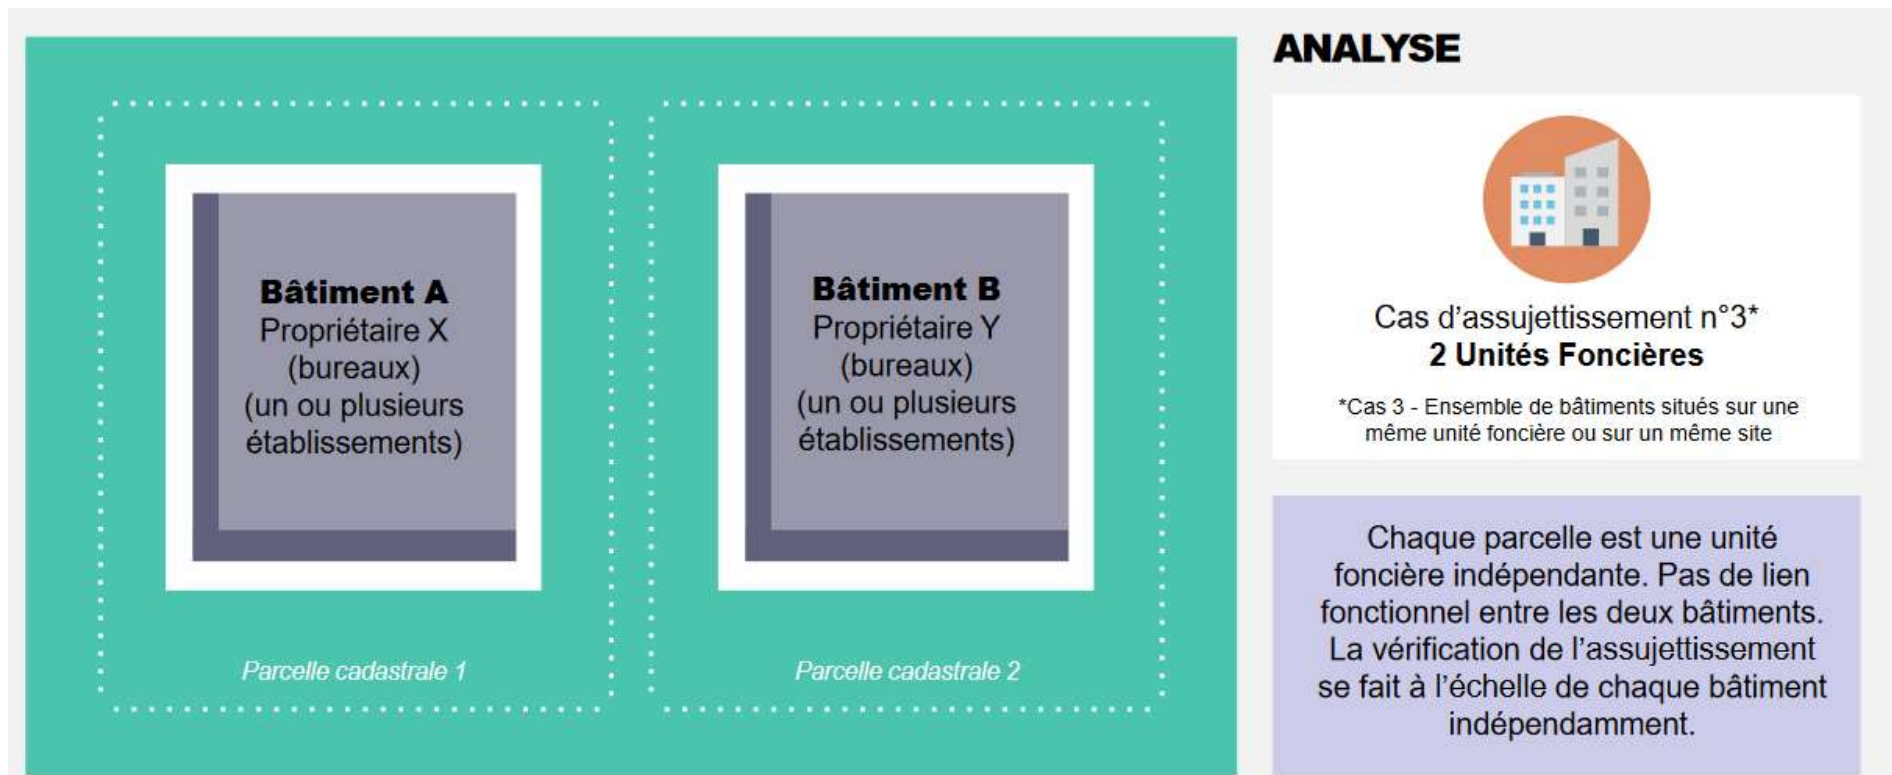 Bâtiment A
Propriétaire X
(bureaux)
(un ou plusieurs
établissements)
Parcelle cadastrale 1
Bâtiment B
Propriétaire Y
(bureaux)
(un ou plusieurs
établissements)
Parcelle cadastrale 2
ANALYSE
Cas d'assujettissement n°3*
2 Unités Foncières
*Cas 3 - Ensemble de bâtiments situés sur une
même unité foncière ou sur un même site
Chaque parcelle est une unité
foncière indépendante. Pas de lien
fonctionnel entre les deux bâtiments.
La vérification de l'assujettissement
se fait à l'échelle de chaque bâtiment
indépendamment.